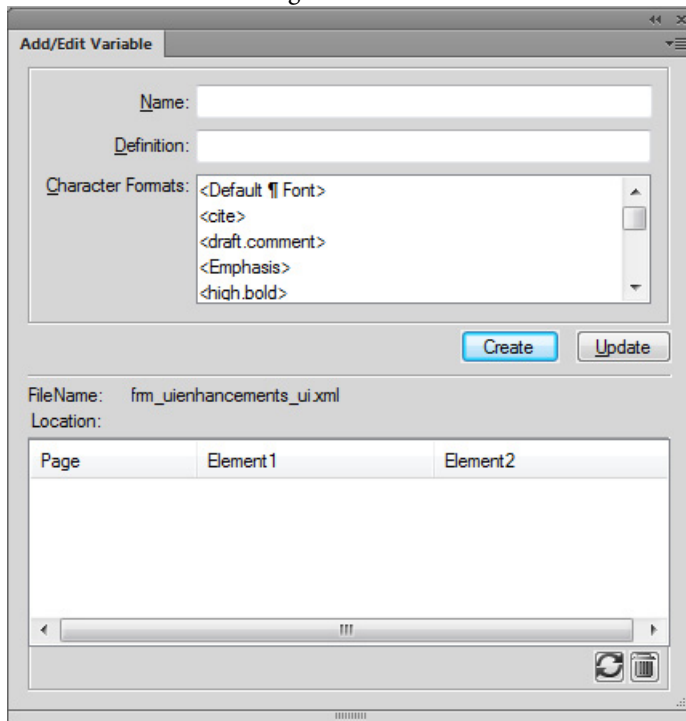 Add/Edit Variable
Name:
Definition:
Character Formats:
<Default ¶ Font>
<cite>
<draft.comment>
<Emphasis>
<high.bold>
Create Update
FileName: frm_uienhancements_ui.xml
Location:
Page Element1 Element2